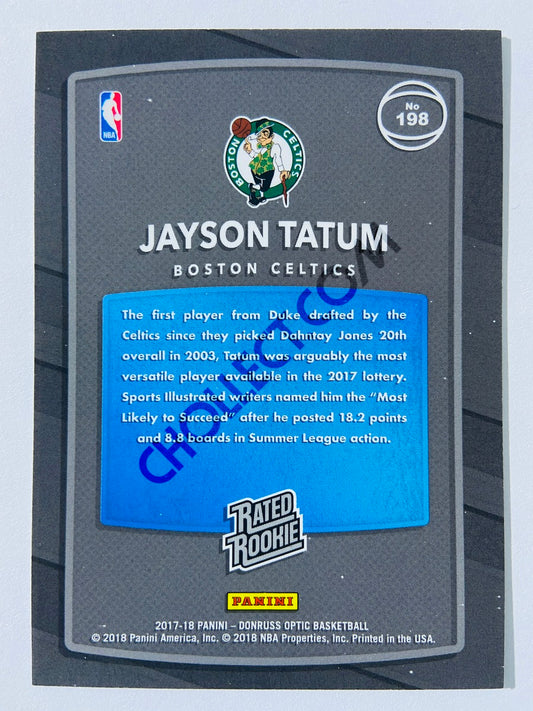 NBA
BOSTON CELTICS
No
198
JAYSON TATUM
BOSTON CELTICS
The first player from Duke drafted by the
Celtics since they picked Dahntay Jones 20th
overall in 2003, Tatum was arguably the most
versatile player available in the 2017 lottery.
Sports Illustrated writers named him the “Most
Likely to Succeed” after he posted 18.2 points
and 8.8 boards in Summer League action.
CHOLLECT.COM
RATED
ROOKIE
PANINI
2017-18 PANINI – DONRUSS OPTIC BASKETBALL
© 2018 Panini America, Inc. © 2018 NBA Properties, Inc. Printed in the USA.